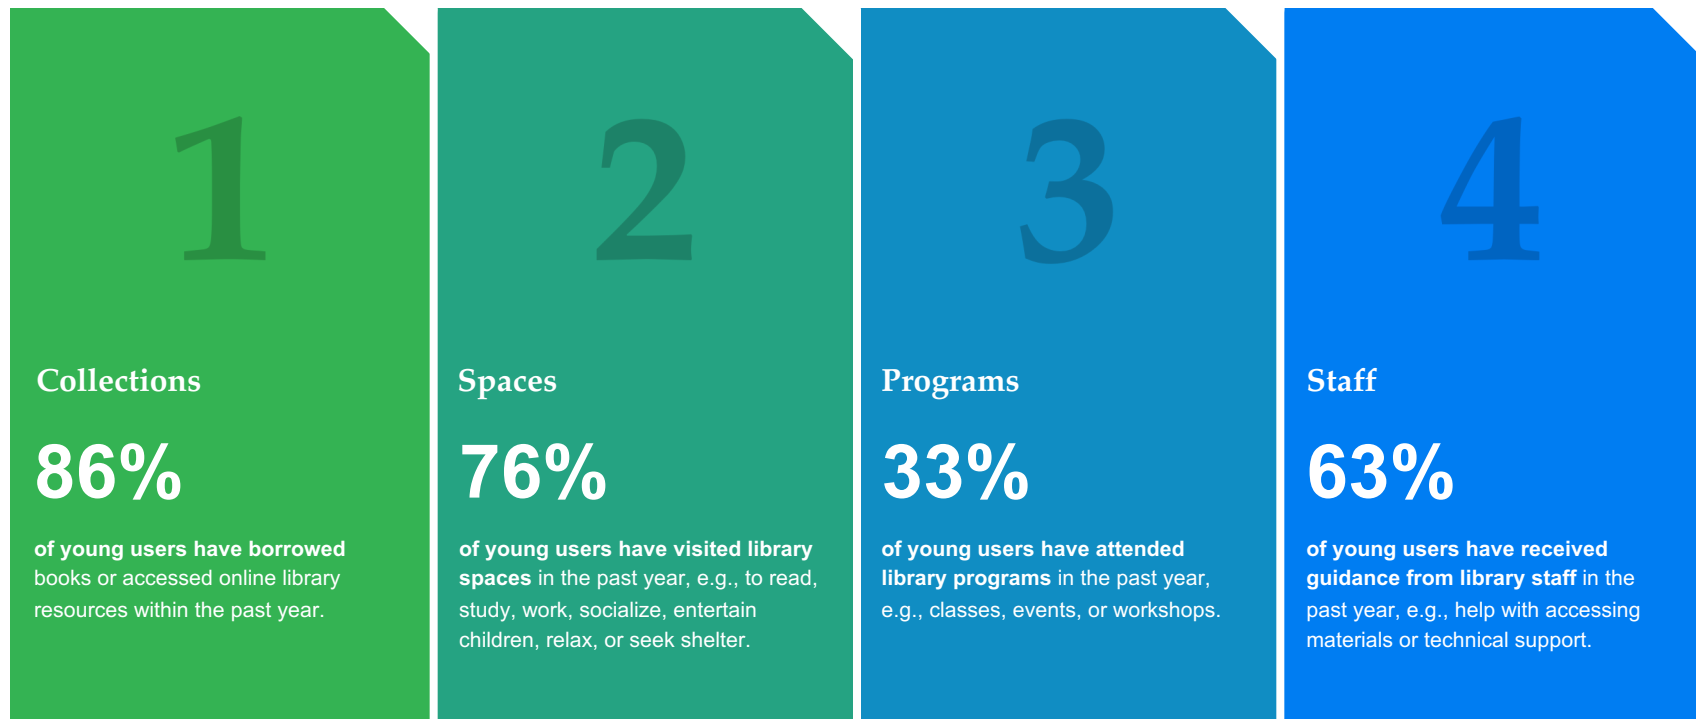 1
Collections
86%
of young users have borrowed
books or accessed online library
resources within the past year.
2
Spaces
76%
of young users have visited library
spaces in the past year, e.g., to read,
study, work, socialize, entertain
children, relax, or seek shelter.
3
Programs
33%
of young users have attended
library programs in the past year,
e.g., classes, events, or workshops.
4
Staff
63%
of young users have received
guidance from library staff in the
past year, e.g., help with accessing
materials or technical support.